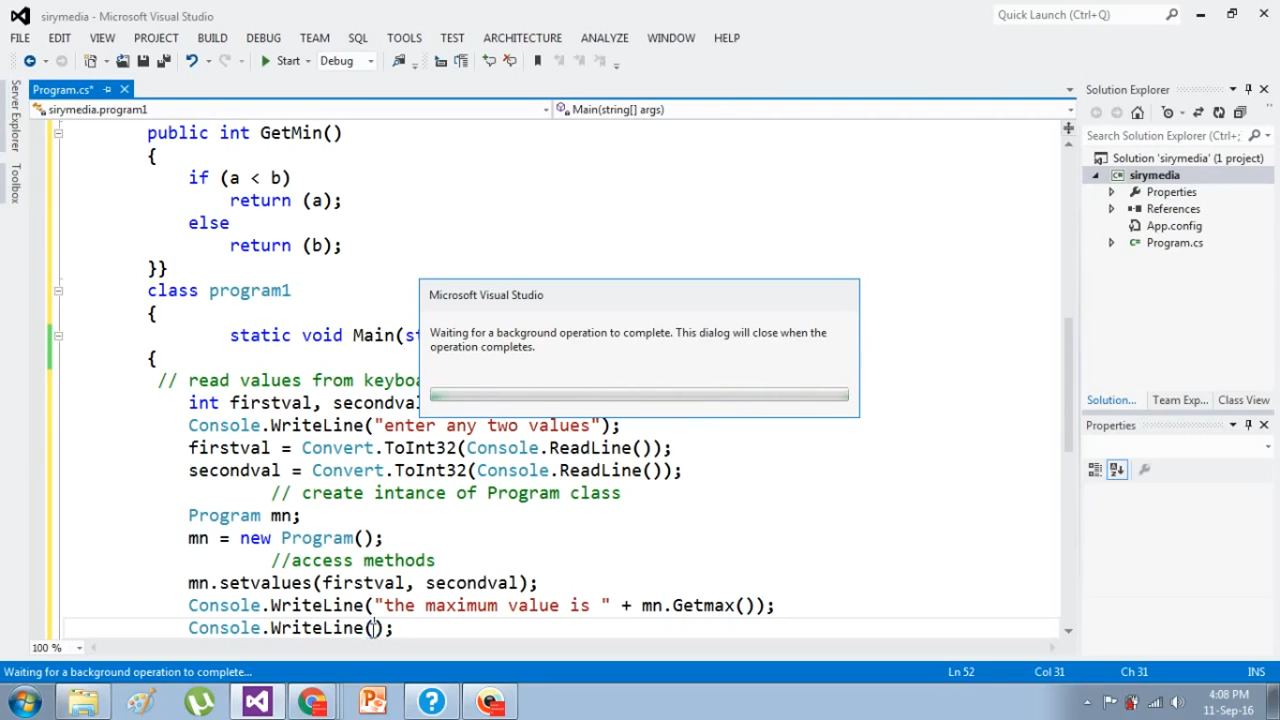 sirymedia - Microsoft Visual Studio
Quick Launch (Ctrl+Q)
FILE EDIT VIEW PROJECT BUILD DEBUG TEAM SQL TOOLS TEST ARCHITECTURE ANALYZE WINDOW HELP
Start Debug
Server Explorer
Toolbox
Program.cs*
sirymedia.program1
Main(string[] args)
public int GetMin()
{
if (a < b)
return (a);
else
return (b);
}}
class program1
{
static void Main(
{
// read values from
int firstval,
Console.WriteLine("enter any two values");
firstval = Convert.ToInt32(Console.ReadLine());
secondval = Convert.ToInt32(Console.ReadLine());
// create intance of Program class
Program mn;
mn = new Program();
//access methods
mn.setvalues(firstval, secondval);
Console.WriteLine("the maximum value is " + mn.Getmax());
Console.WriteLine();
100 %
Microsoft Visual Studio
Waiting for a background operation to complete. This dialog will close when the
operation completes.
Solution Explorer
Search Solution Explorer (Ctrl+;
Solution 'sirymedia' (1 project)
sirymedia
Properties
References
App.config
Program.cs
Solution... Team Exp... Class View
Properties
Waiting for a background operation to complete...
Ln 52 Col 31 Ch 31 INS
4:08 PM
11-Sep-16